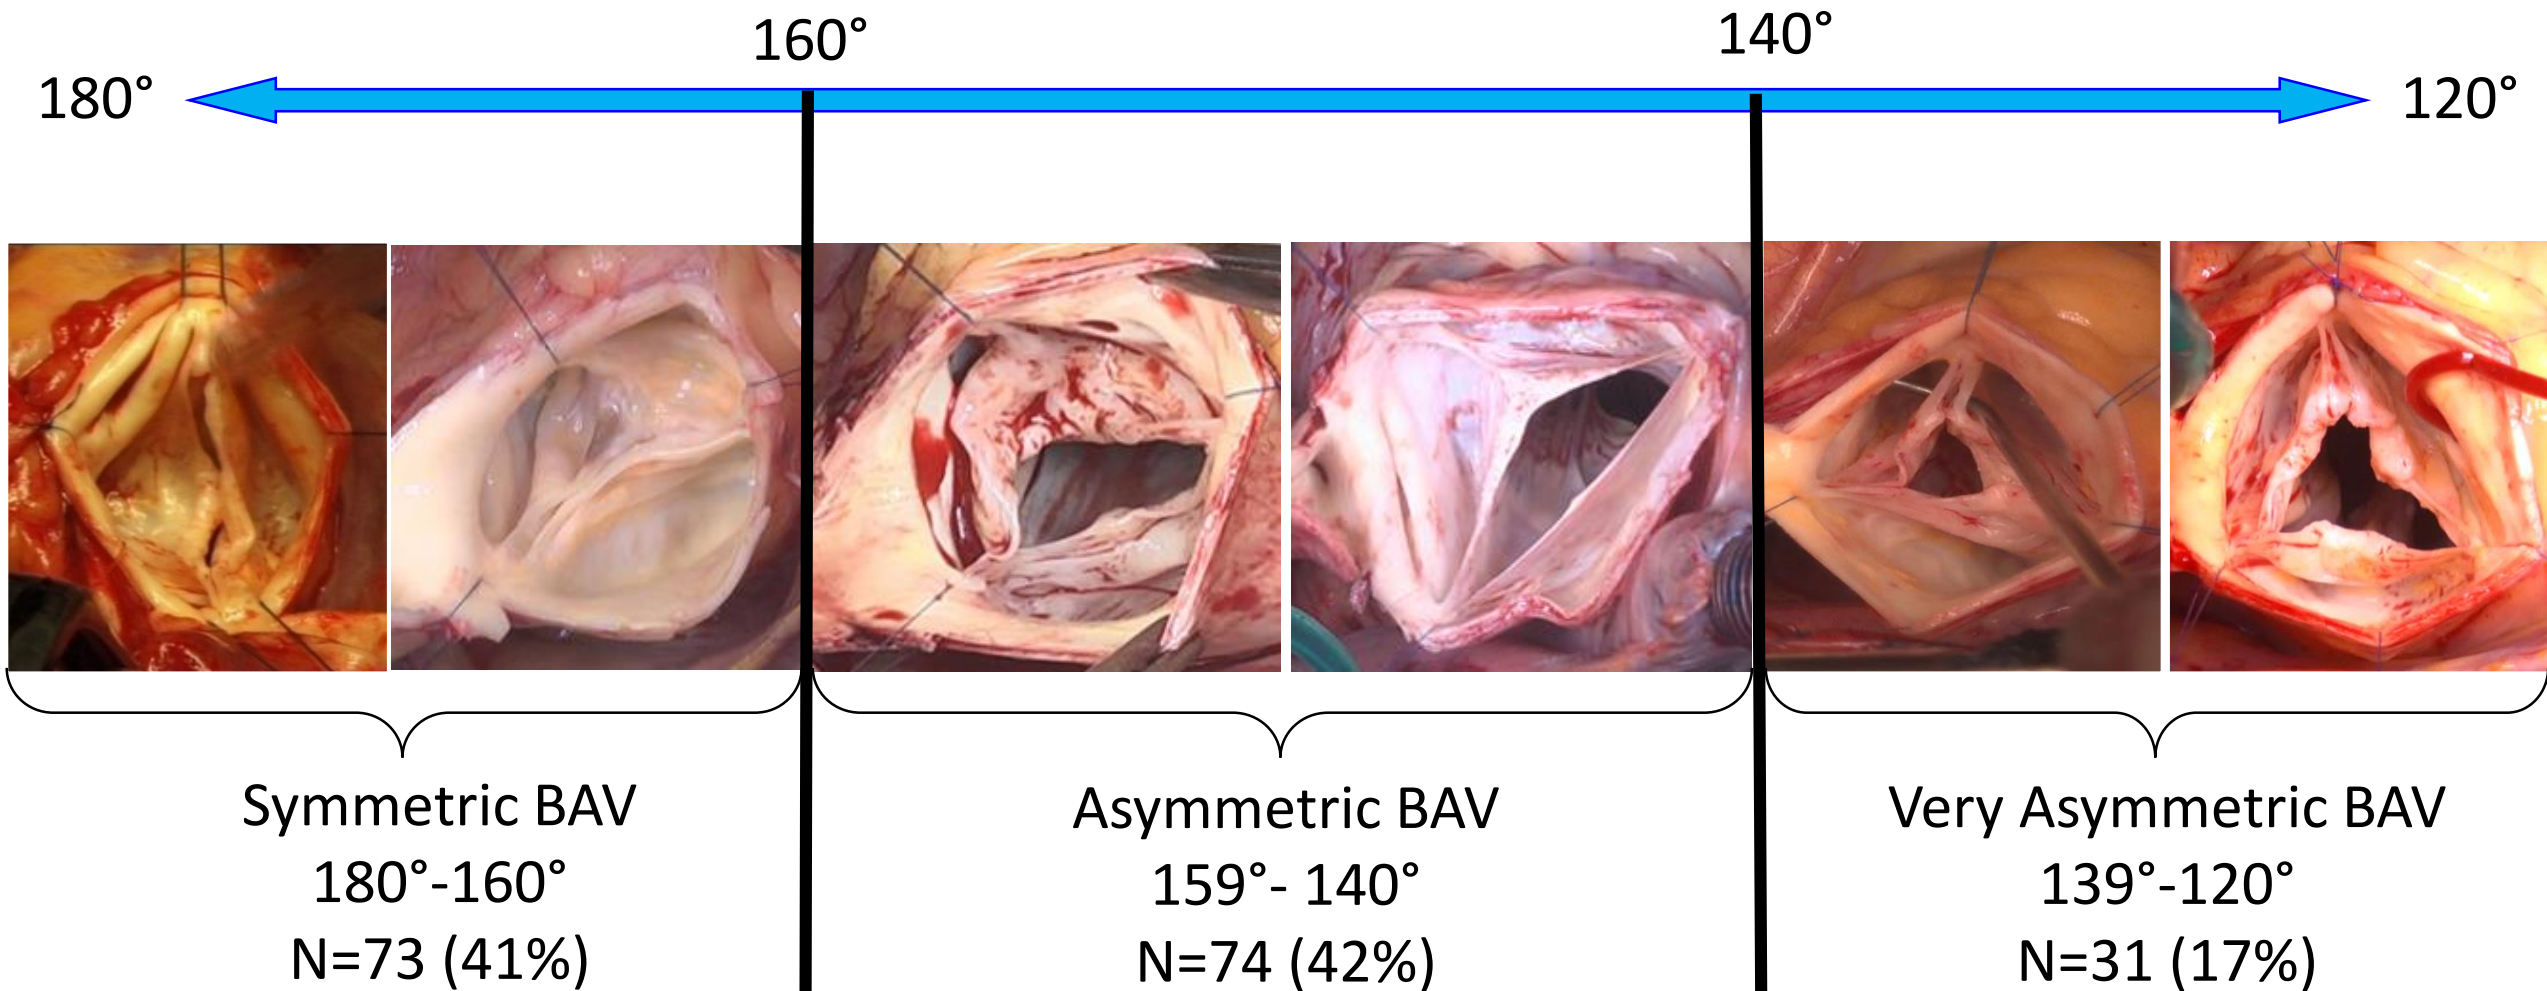 160°
140°
180°
120°
Symmetric BAV
180°-160°
N=73 (41%)
Asymmetric BAV
159°- 140°
N=74 (42%)
Very Asymmetric BAV
139°-120°
N=31 (17%)